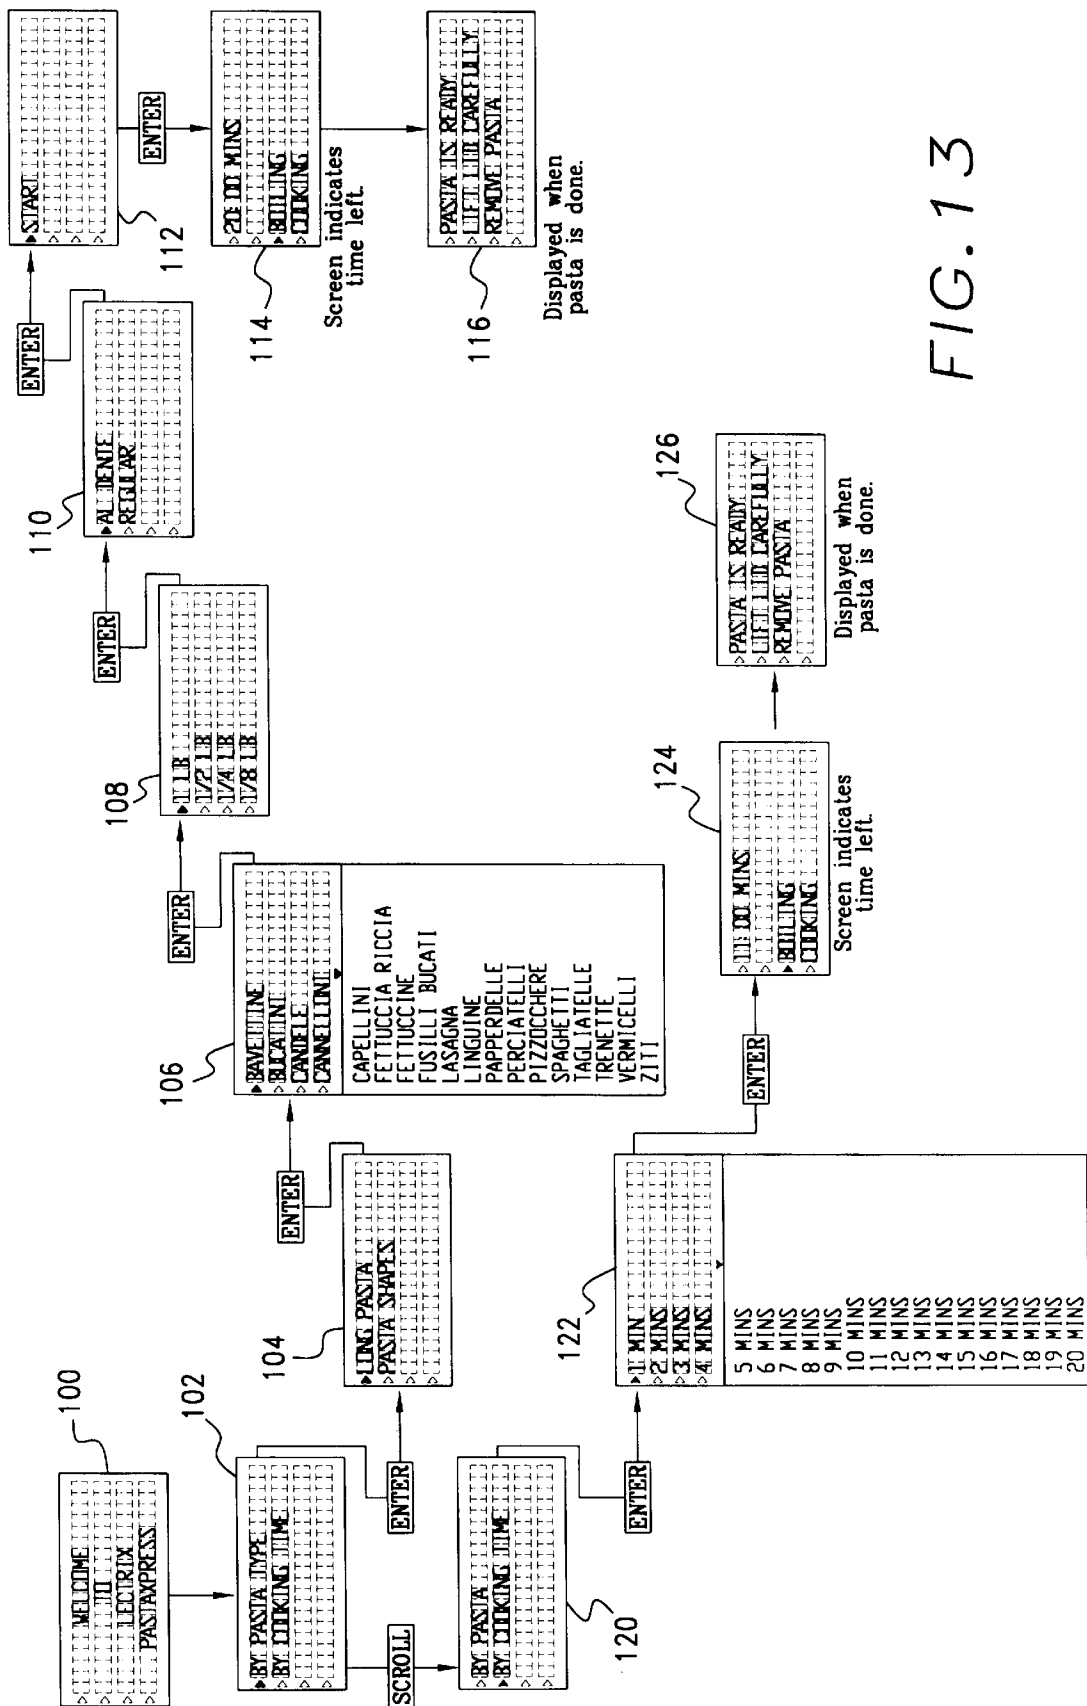 100
WELCOME
TO
LECTRIX
PASTAXPRESS
102
BY PASTA TYPE
BY COOKING TIME
SCROLL
BY PASTA
BY COOKING TIME
120
ENTER
104
LONG PASTA
PASTA SHAPES
ENTER
106
BAVETTINE
BUCATINI
CANDELE
CANNELLONI
CAPELLINI
FETTUCCIA RICCIA
FETTUCCINE
FUSILLI BUCATI
LASAGNA
LINGUINE
PAPPERDELLE
PERCIATELLI
PIZZOCCHERE
SPAGHETTI
TAGLIATELLE
TRENETTE
VERMICELLI
ZITI
ENTER
108
1 LB
1/2 LB
1/4 LB
1/8 LB
ENTER
110
AL DENTE
REGULAR
ENTER
START
112
ENTER
20:00 MINS
BOILING
COOKING
114
Screen indicates
time left.
PASTA IS READY
LIFT LID CAREFULLY
REMOVE PASTA
116
Displayed when
pasta is done.
ENTER
122
1 MIN
2 MINS
3 MINS
4 MINS
5 MINS
6 MINS
7 MINS
8 MINS
9 MINS
10 MINS
11 MINS
12 MINS
13 MINS
14 MINS
15 MINS
16 MINS
17 MINS
18 MINS
19 MINS
20 MINS
ENTER
124
11:00 MINS
BOILING
COOKING
Screen indicates
time left.
126
PASTA IS READY
LIFT LID CAREFULLY
REMOVE PASTA
Displayed when
pasta is done.
FIG. 13